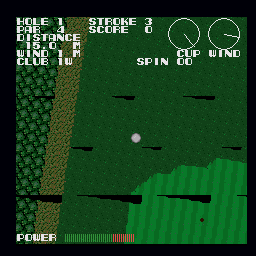 HOLE 1 STROKE 3
PAR 4 SCORE 0
DISTANCE
15.0 M
WIND 1 M CUP WIND
CLUB 1W SPIN 00
POWER